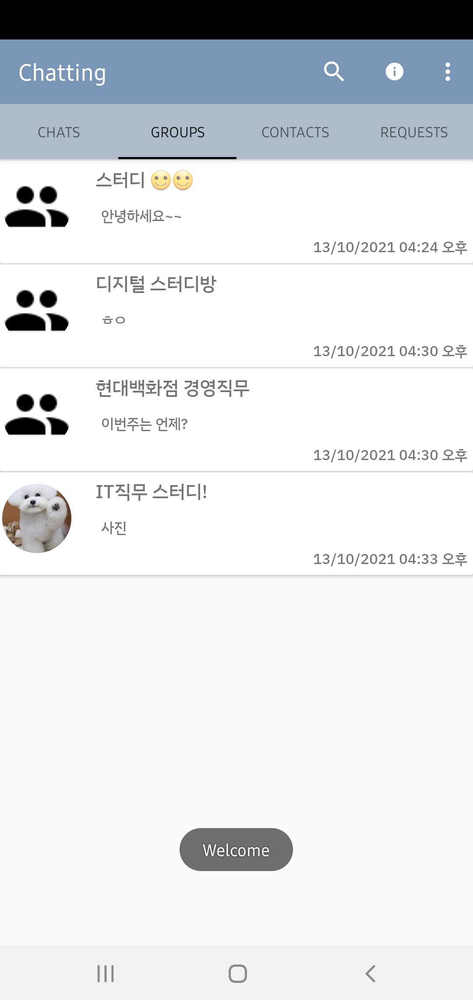 Chatting
CHATS GROUPS CONTACTS REQUESTS
스터디 😊😊
안녕하세요~~
13/10/2021 04:24 오후
디지털 스터디방
ㅎㅇ
13/10/2021 04:30 오후
현대백화점 경영직무
이번주는 언제?
13/10/2021 04:30 오후
IT직무 스터디!
사진
13/10/2021 04:33 오후
Welcome